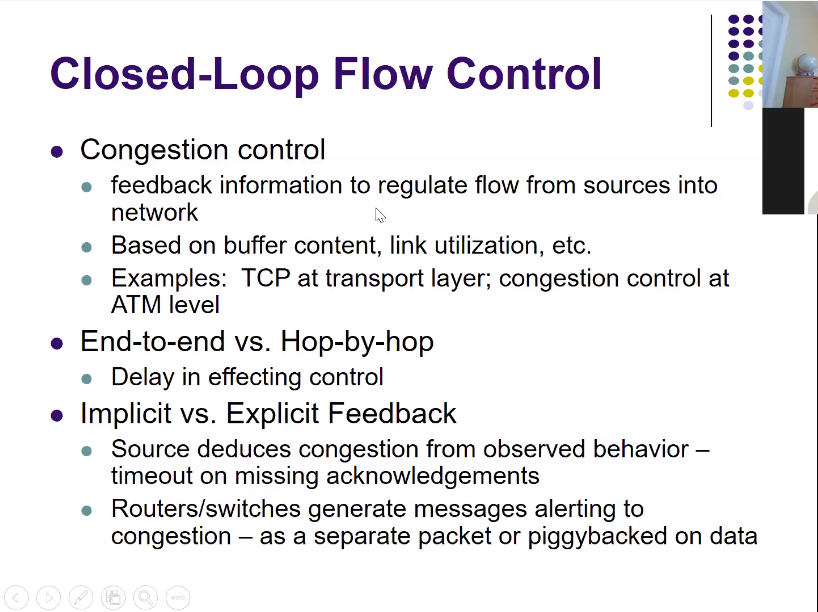 Closed-Loop Flow Control
Congestion control
feedback information to regulate flow from sources into
network
Based on buffer content, link utilization, etc.
Examples:  TCP at transport layer; congestion control at
ATM level
End-to-end vs. Hop-by-hop
Delay in effecting control
Implicit vs. Explicit Feedback
Source deduces congestion from observed behavior –
timeout on missing acknowledgements
Routers/switches generate messages alerting to
congestion – as a separate packet or piggybacked on data